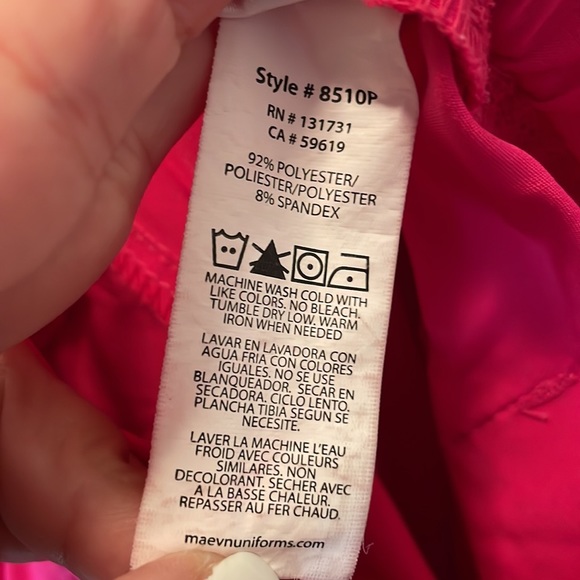 Style # 8510P
RN # 131731
CA # 59619
92% POLYESTER/
POLIESTER/POLYESTER
8% SPANDEX
MACHINE WASH COLD WITH
LIKE COLORS. NO BLEACH.
TUMBLE DRY LOW. WARM
IRON WHEN NEEDED
LAVAR EN LAVADORA CON
AGUA FRIA CON COLORES
IGUALES. NO SE USE
BLANQUEADOR. SECAR EN
SECADORA. CICLO LENTO.
PLANCHA TIBIA SEGUN SE
NECESITE.
LAVER LA MACHINE L'EAU
FROID AVEC COULEURS
SIMILARES. NON
DECOLORANT. SECHER AVEC
A LA BASSE CHALEUR.
REPASSER AU FER CHAUD.
maevnuniforms.com